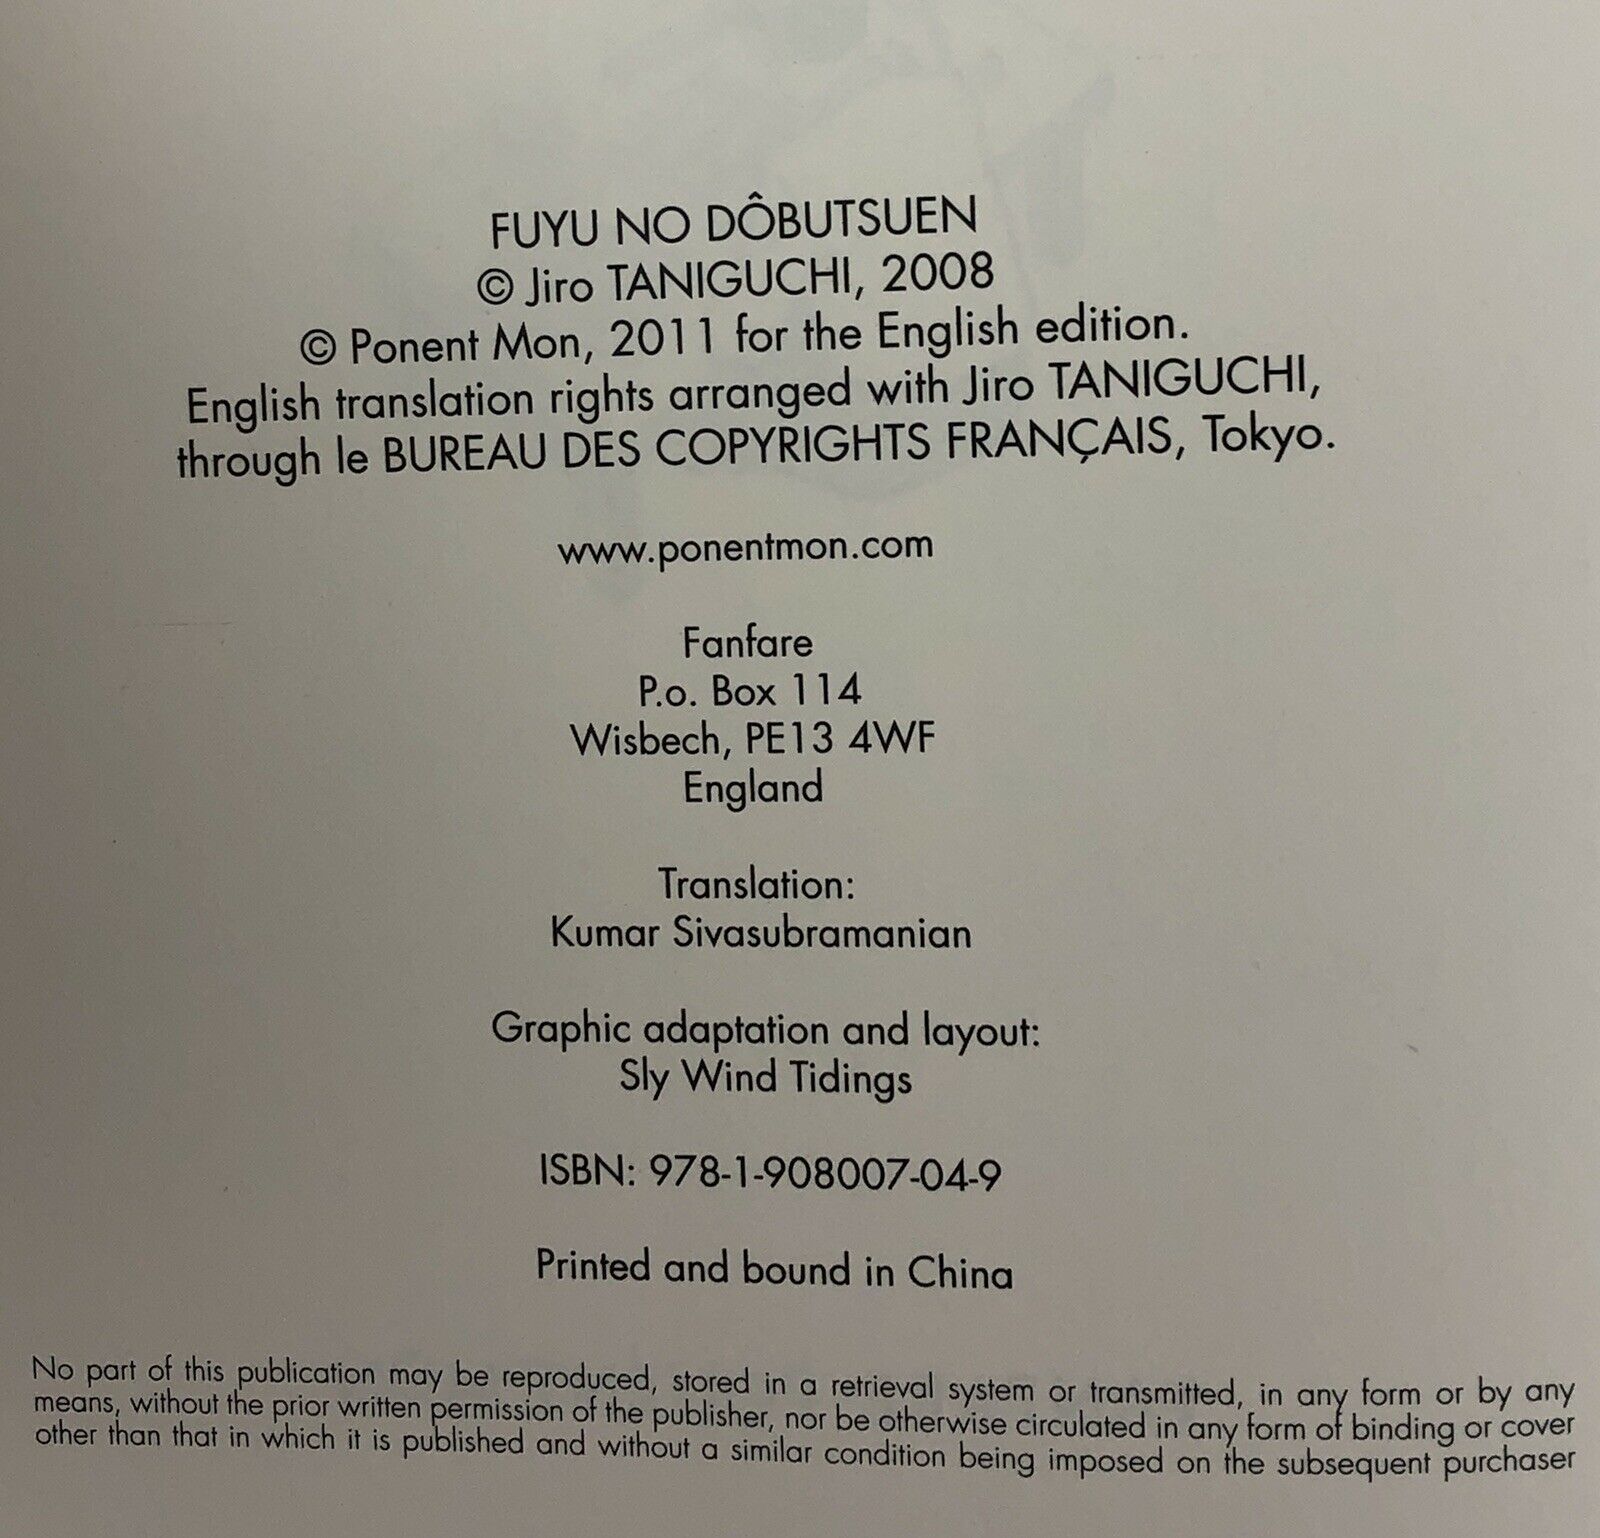 FUYU NO DÔBUTSUEN
© Jiro TANIGUCHI, 2008
© Ponent Mon, 2011 for the English edition.
English translation rights arranged with Jiro TANIGUCHI,
through le BUREAU DES COPYRIGHTS FRANÇAIS, Tokyo.
www.ponentmon.com
Fanfare
P.o. Box 114
Wisbech, PE13 4WF
England
Translation:
Kumar Sivasubramanian
Graphic adaptation and layout:
Sly Wind Tidings
ISBN: 978-1-908007-04-9
Printed and bound in China
No part of this publication may be reproduced, stored in a retrieval system or transmitted, in any form or by any
means, without the prior written permission of the publisher, nor be otherwise circulated in any form of binding or cover
other than that in which it is published and without a similar condition being imposed on the subsequent purchaser